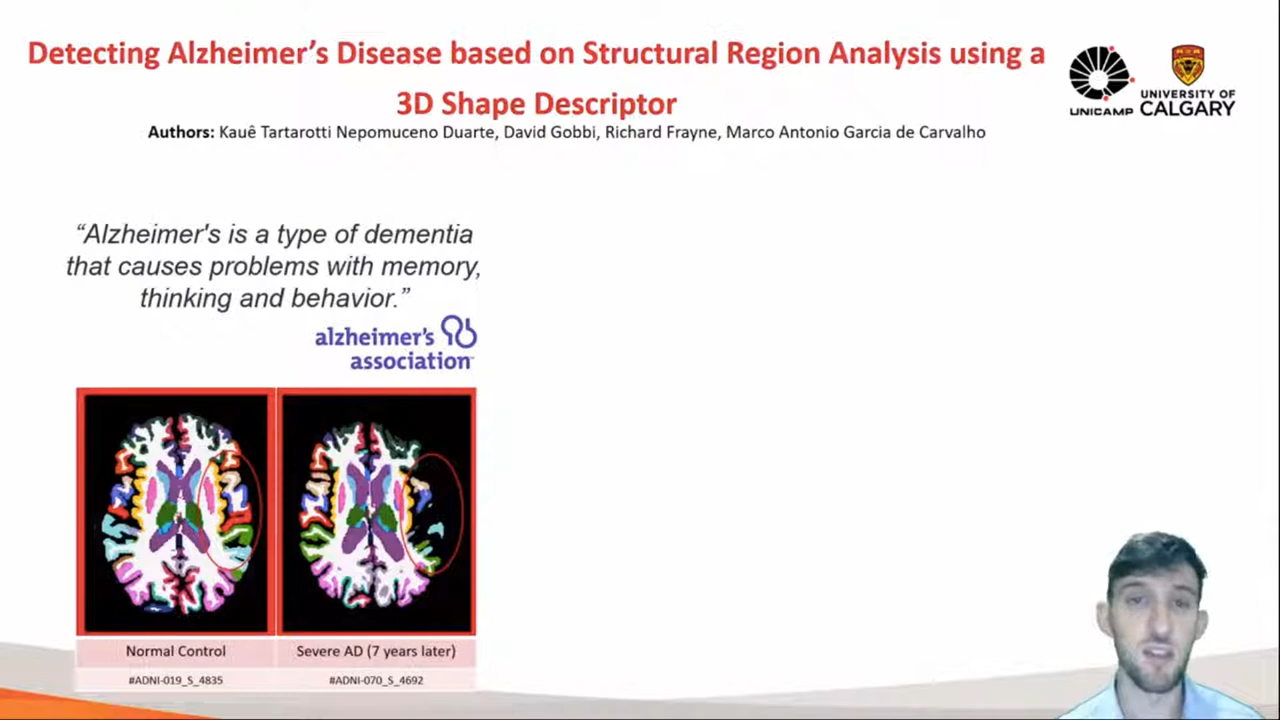 Detecting Alzheimer's Disease based on Structural Region Analysis using a
3D Shape Descriptor
Authors: Kauê Tartarotti Nepomuceno Duarte, David Gobbi, Richard Frayne, Marco Antonio Garcia de Carvalho
UNICAMP
UNIVERSITY OF
CALGARY
“Alzheimer's is a type of dementia
that causes problems with memory,
thinking and behavior.”
alzheimer's
association
Normal Control
Severe AD (7 years later)
#ADNI-019_S_4835
#ADNI-070_S_4692